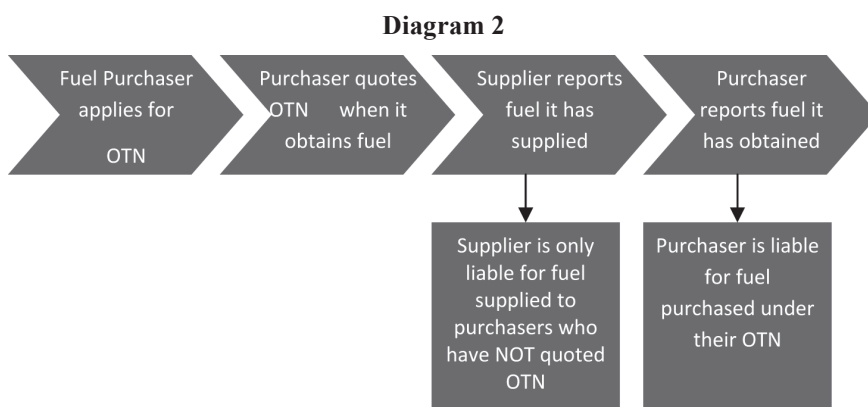 Diagram 2
Fuel Purchaser
applies for
OTN
Purchaser quotes
OTN when it
obtains fuel
Supplier reports
fuel it has
supplied
Purchaser
reports fuel it
has obtained
Supplier is only
liable for fuel
supplied to
purchasers who
have NOT quoted
OTN
Purchaser is liable
for fuel
purchased under
their OTN